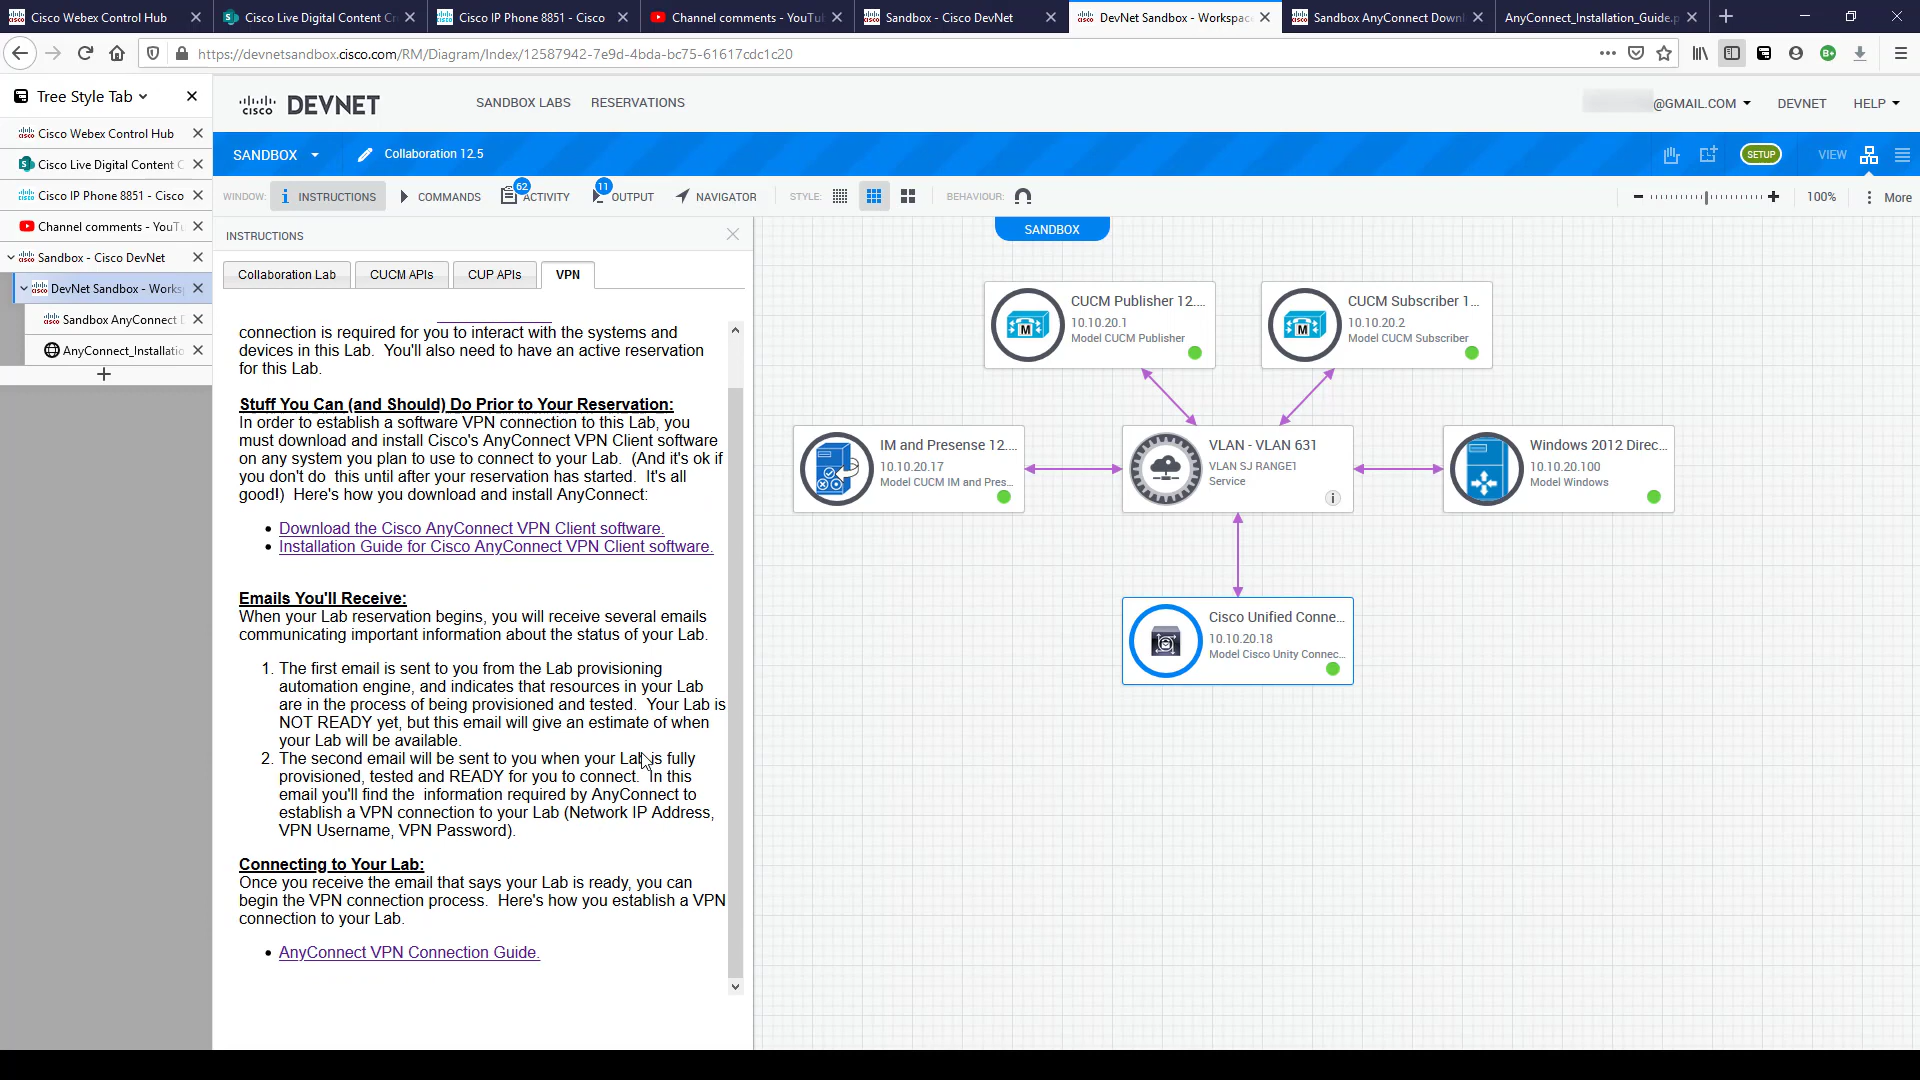 Cisco Webex Control Hub
Cisco Live Digital Content Cr
Cisco IP Phone 8851 - Cisco
Channel comments - YouTu
Sandbox - Cisco DevNet
DevNet Sandbox - Workspac
Sandbox AnyConnect Down
AnyConnect_Installation_Guide.p
https://devnetsandbox.cisco.com/RM/Diagram/Index/12587942-7e9d-4bda-bc75-61617cdc1c20
Tree Style Tab
Cisco Webex Control Hub
Cisco Live Digital Content C
Cisco IP Phone 8851 - Cisco
Channel comments - YouTu
Sandbox - Cisco DevNet
DevNet Sandbox - Works
Sandbox AnyConnect D
AnyConnect_Installatio
CISCO DEVNET
SANDBOX LABS
RESERVATIONS
@GMAIL.COM
DEVNET
HELP
SANDBOX
Collaboration 12.5
SETUP
VIEW
WINDOW:
INSTRUCTIONS
COMMANDS
62
ACTIVITY
11
OUTPUT
NAVIGATOR
STYLE:
BEHAVIOUR:
100%
More
INSTRUCTIONS
Collaboration Lab
CUCM APIs
CUP APIs
VPN
connection is required for you to interact with the systems and
devices in this Lab. You'll also need to have an active reservation
for this Lab.
Stuff You Can (and Should) Do Prior to Your Reservation:
In order to establish a software VPN connection to this Lab, you
must download and install Cisco's AnyConnect VPN Client software
on any system you plan to use to connect to your Lab. (And it's ok if
you don't do this until after your reservation has started. It's all
good!) Here's how you download and install AnyConnect:
• Download the Cisco AnyConnect VPN Client software.
• Installation Guide for Cisco AnyConnect VPN Client software.
Emails You'll Receive:
When your Lab reservation begins, you will receive several emails
communicating important information about the status of your Lab.
1. The first email is sent to you from the Lab provisioning
automation engine, and indicates that resources in your Lab
are in the process of being provisioned and tested. Your Lab is
NOT READY yet, but this email will give an estimate of when
your Lab will be available.
2. The second email will be sent to you when your Lab is fully
provisioned, tested and READY for you to connect. In this
email you'll find the information required by AnyConnect to
establish a VPN connection to your Lab (Network IP Address,
VPN Username, VPN Password).
Connecting to Your Lab:
Once you receive the email that says your Lab is ready, you can
begin the VPN connection process. Here's how you establish a VPN
connection to your Lab.
• AnyConnect VPN Connection Guide.
SANDBOX
CUCM Publisher 12....
10.10.20.1
Model CUCM Publisher
M
CUCM Subscriber 1...
10.10.20.2
Model CUCM Subscriber
M
IM and Presense 12....
10.10.20.17
Model CUCM IM and Pres...
VLAN - VLAN 631
VLAN SJ RANGE1
Service
i
Windows 2012 Direc...
10.10.20.100
Model Windows
Cisco Unified Conne...
10.10.20.18
Model Cisco Unity Connec...